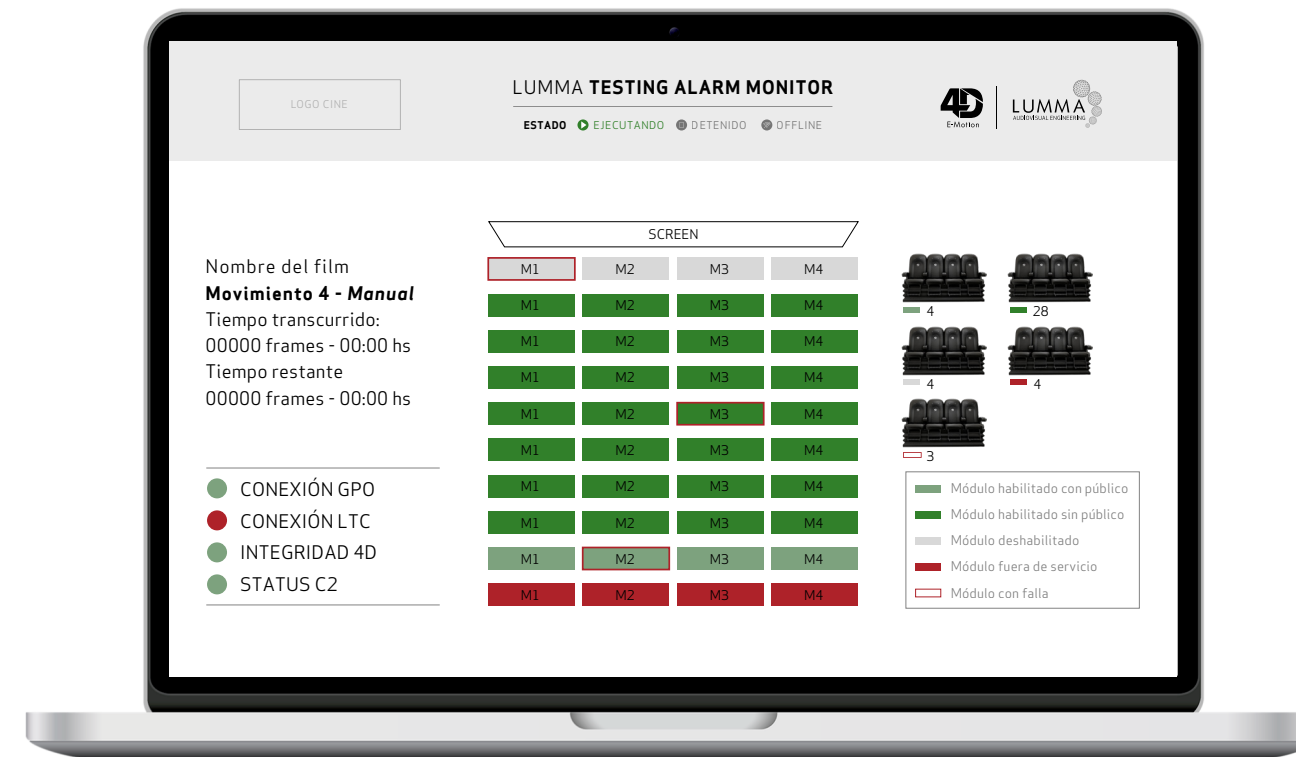 LOGO CINE
LUMMA TESTING ALARM MONITOR
ESTADO EJECUTANDO DETENIDO OFFLINE
4D
E-Motion
LUMMA
AUDIOVISUAL ENGINEERING
Nombre del film
Movimiento 4 - Manual
Tiempo transcurrido:
00000 frames - 00:00 hs
Tiempo restante
00000 frames - 00:00 hs
CONEXIÓN GPO
CONEXIÓN LTC
INTEGRIDAD 4D
STATUS C2
SCREEN
M1 M2 M3 M4
M1 M2 M3 M4
M1 M2 M3 M4
M1 M2 M3 M4
M1 M2 M3 M4
M1 M2 M3 M4
M1 M2 M3 M4
M1 M2 M3 M4
M1 M2 M3 M4
M1 M2 M3 M4
4 28
4 4
3
Módulo habilitado con público
Módulo habilitado sin público
Módulo deshabilitado
Módulo fuera de servicio
Módulo con falla